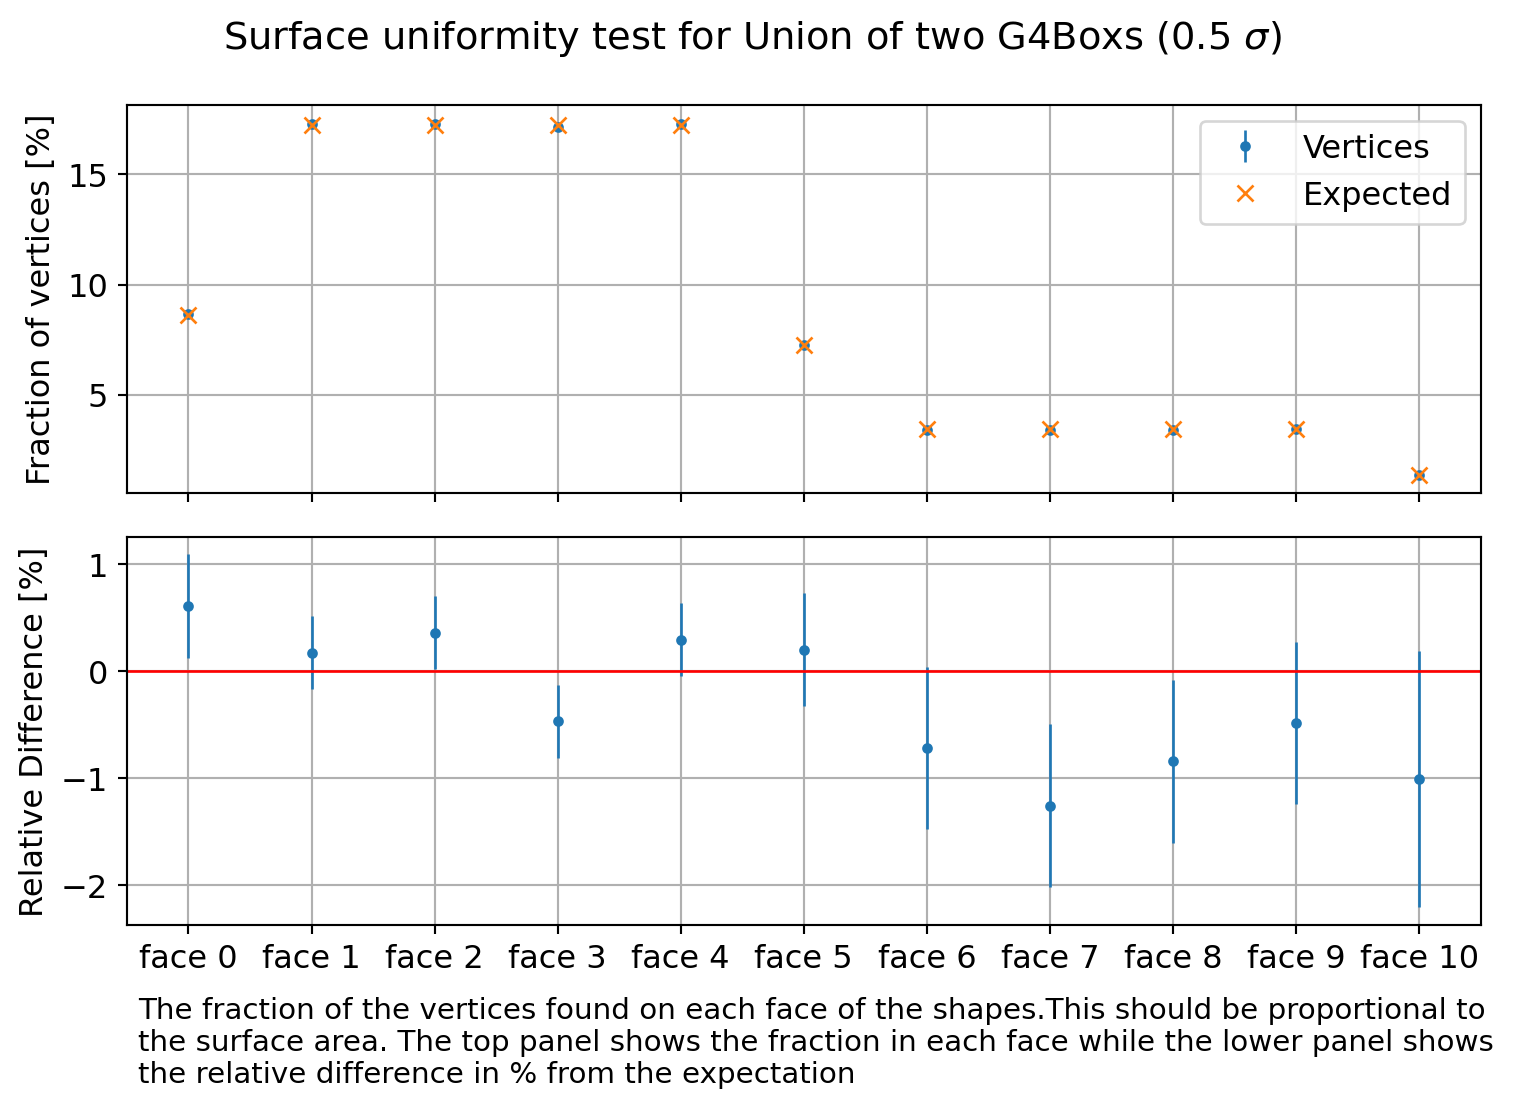 Surface uniformity test for Union of two G4Boxs (0.5 σ)
Fraction of vertices [%]
15
10
5
Vertices
Expected
Relative Difference [%]
1
0
−1
−2
face 0 face 1 face 2 face 3 face 4 face 5 face 6 face 7 face 8 face 9 face 10
The fraction of the vertices found on each face of the shapes.This should be proportional to
the surface area. The top panel shows the fraction in each face while the lower panel shows
the relative difference in % from the expectation